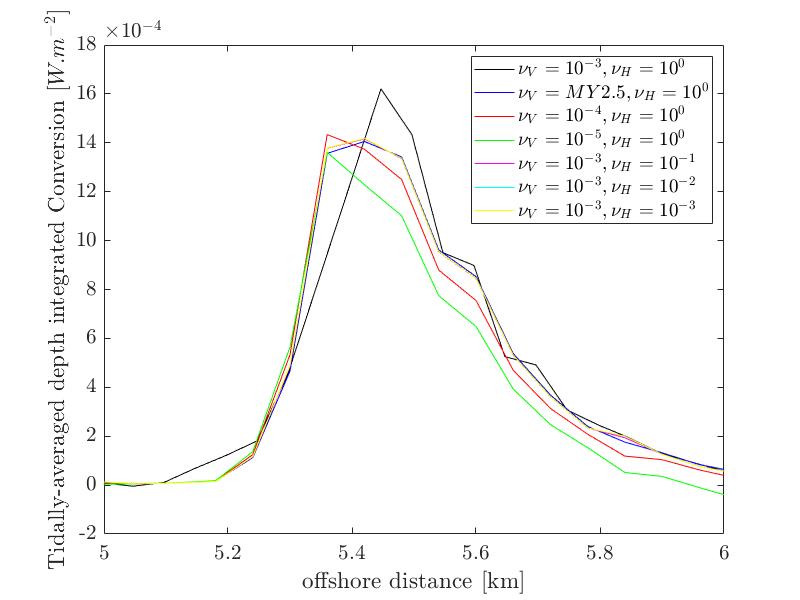 ×10⁻⁴
18
16
14
12
10
8
6
4
2
0
-2
5
5.2
5.4
5.6
5.8
6
offshore distance [km]
Tidally-averaged depth integrated Conversion [W.m⁻²]
ν_V = 10⁻³, ν_H = 10⁰
ν_V = MY2.5, ν_H = 10⁰
ν_V = 10⁻⁴, ν_H = 10⁰
ν_V = 10⁻⁵, ν_H = 10⁰
ν_V = 10⁻³, ν_H = 10⁻¹
ν_V = 10⁻³, ν_H = 10⁻²
ν_V = 10⁻³, ν_H = 10⁻³